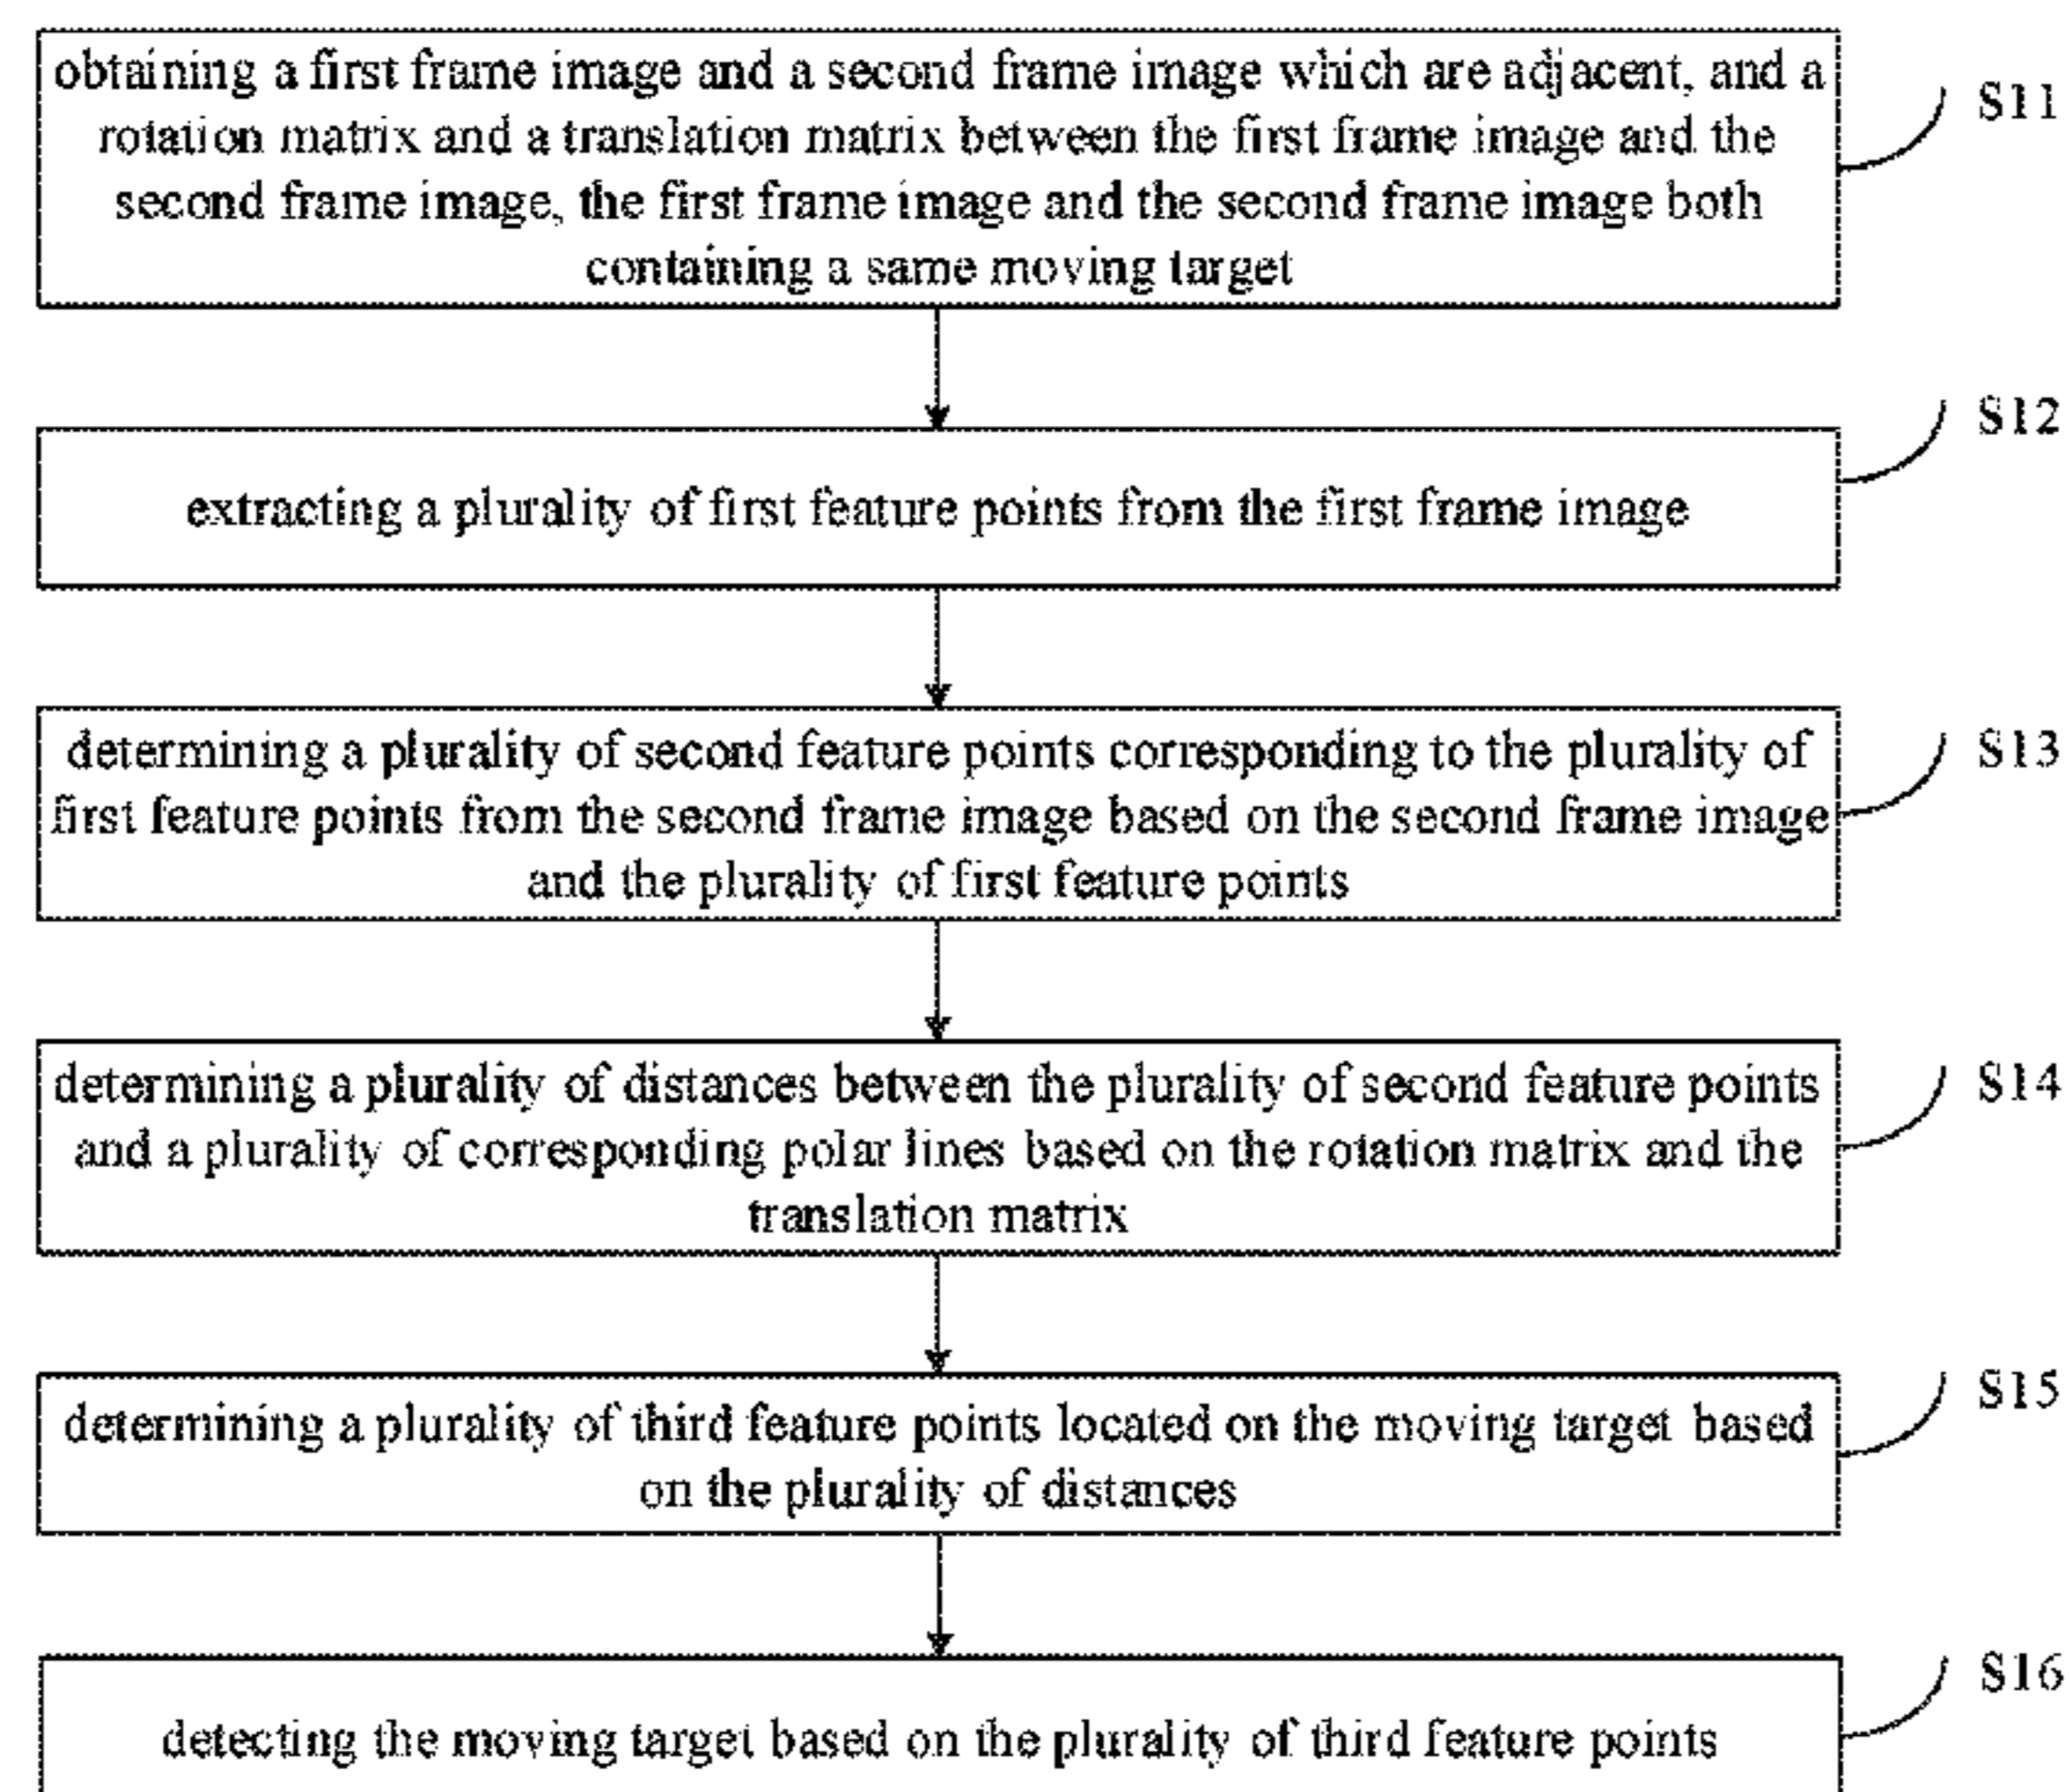 obtaining a first frame image and a second frame image which are adjacent, and a
rotation matrix and a translation matrix between the first frame image and the
second frame image, the first frame image and the second frame image both
containing a same moving target
S11
extracting a plurality of first feature points from the first frame image
S12
determining a plurality of second feature points corresponding to the plurality of
first feature points from the second frame image based on the second frame image
and the plurality of first feature points
S13
determining a plurality of distances between the plurality of second feature points
and a plurality of corresponding polar lines based on the rotation matrix and the
translation matrix
S14
determining a plurality of third feature points located on the moving target based
on the plurality of distances
S15
detecting the moving target based on the plurality of third feature points
S16